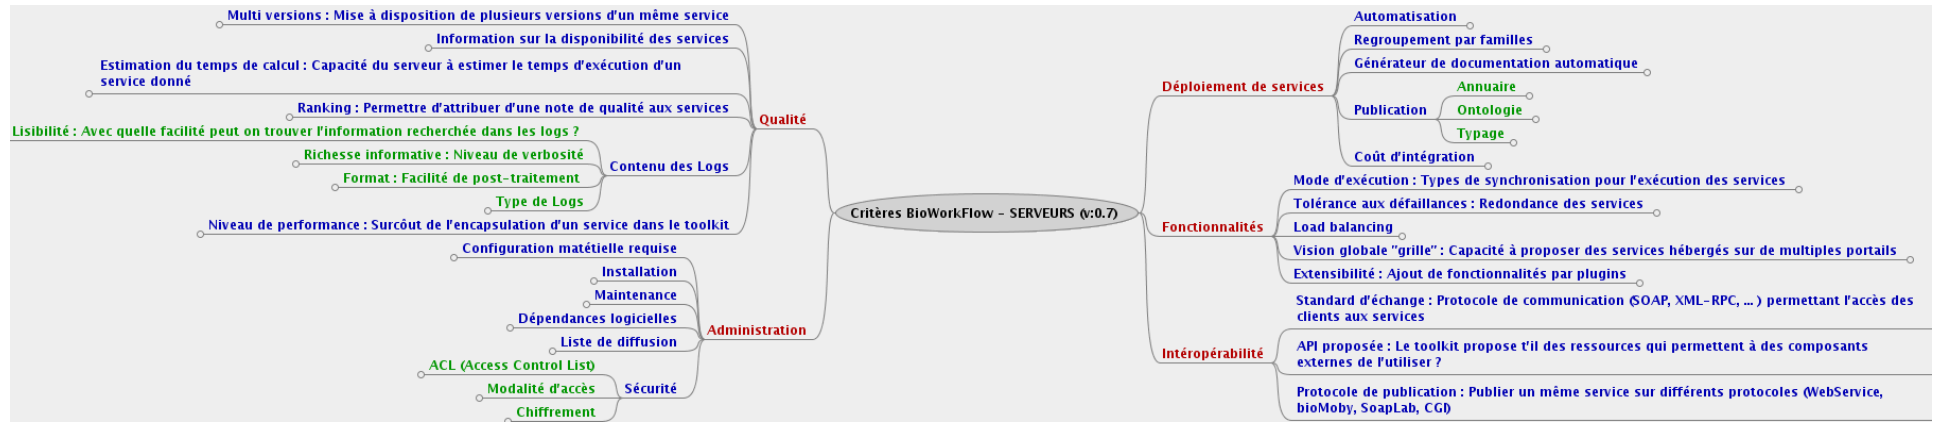 Multi versions : Mise à disposition de plusieurs versions d'un même service
Information sur la disponibilité des services
Estimation du temps de calcul : Capacité du serveur à estimer le temps d'exécution d'un
service donné
Ranking : Permettre d'attribuer d'une note de qualité aux services
Qualité
Lisibilité : Avec quelle facilité peut on trouver l'information recherchée dans les logs ?
Richesse informative : Niveau de verbosité
Contenu des Logs
Format : Facilité de post-traitement
Type de Logs
Niveau de performance : Surcôut de l'encapsulation d'un service dans le toolkit
Configuration matétielle requise
Installation
Maintenance
Dépendances logicielles
Administration
Liste de diffusion
ACL (Access Control List)
Sécurité
Modalité d'accès
Chiffrement
Critères BioWorkFlow - SERVEURS (v:0.7)
Automatisation
Regroupement par familles
Générateur de documentation automatique
Déploiement de services
Annuaire
Publication
Ontologie
Typage
Coût d'intégration
Mode d'exécution : Types de synchronisation pour l'exécution des services
Tolérance aux défaillances : Redondance des services
Fonctionnalités
Load balancing
Vision globale "grille" : Capacité à proposer des services hébergés sur de multiples portails
Extensibilité : Ajout de fonctionnalités par plugins
Standard d'échange : Protocole de communication (SOAP, XML-RPC, ... ) permettant l'accès des
clients aux services
Intéropérabilité
API proposée : Le toolkit propose t'il des ressources qui permettent à des composants
externes de l'utiliser ?
Protocole de publication : Publier un même service sur différents protocoles (WebService,
bioMoby, SoapLab, CGI)